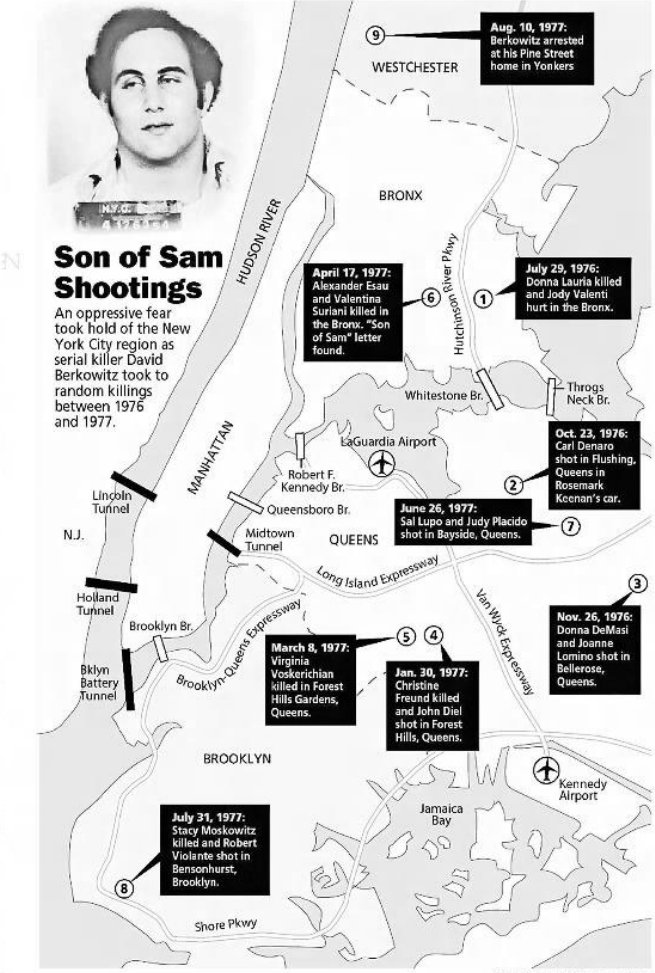 9
Aug. 10, 1977:
Berkowitz arrested
at his Pine Street
home in Yonkers
WESTCHESTER
BRONX
HUDSON RIVER
Son of Sam
Shootings
An oppressive fear
took hold of the New
York City region as
serial killer David
Berkowitz took to
random killings
between 1976
and 1977.
April 17, 1977:
Alexander Esau
and Valentina
Suriani killed in
the Bronx. "Son
of Sam" letter
found.
6
Hutchinson River Pkwy
1
July 29, 1976:
Donna Lauria killed
and Jody Valenti
hurt in the Bronx.
Whitestone Br.
Throgs
Neck Br.
MANHATTAN
LaGuardia Airport
Robert F.
Kennedy Br.
Oct. 23, 1976:
Carl Denaro
shot in Flushing,
Queens in
Rosemark
Keenan's car.
2
Lincoln
Tunnel
Queensboro Br.
June 26, 1977:
Sal Lupo and Judy Placido
shot in Bayside, Queens.
7
N.J.
Midtown
Tunnel
QUEENS
Long Island Expressway
Holland
Tunnel
3
Nov. 26, 1976:
Donna DeMasi
and Joanne
Lomino shot in
Bellerose,
Queens.
Van Wyck Expressway
Brooklyn Br.
Brooklyn-Queens Expressway
5
4
March 8, 1977:
Virginia
Voskerichian
killed in Forest
Hills Gardens,
Queens.
Jan. 30, 1977:
Christine
Freund killed
and John Diel
shot in Forest
Hills, Queens.
Bklyn
Battery
Tunnel
BROOKLYN
Kennedy
Airport
Jamaica
Bay
July 31, 1977:
Stacy Moskowitz
killed and Robert
Violante shot in
Bensonhurst,
Brooklyn.
8
Shore Pkwy